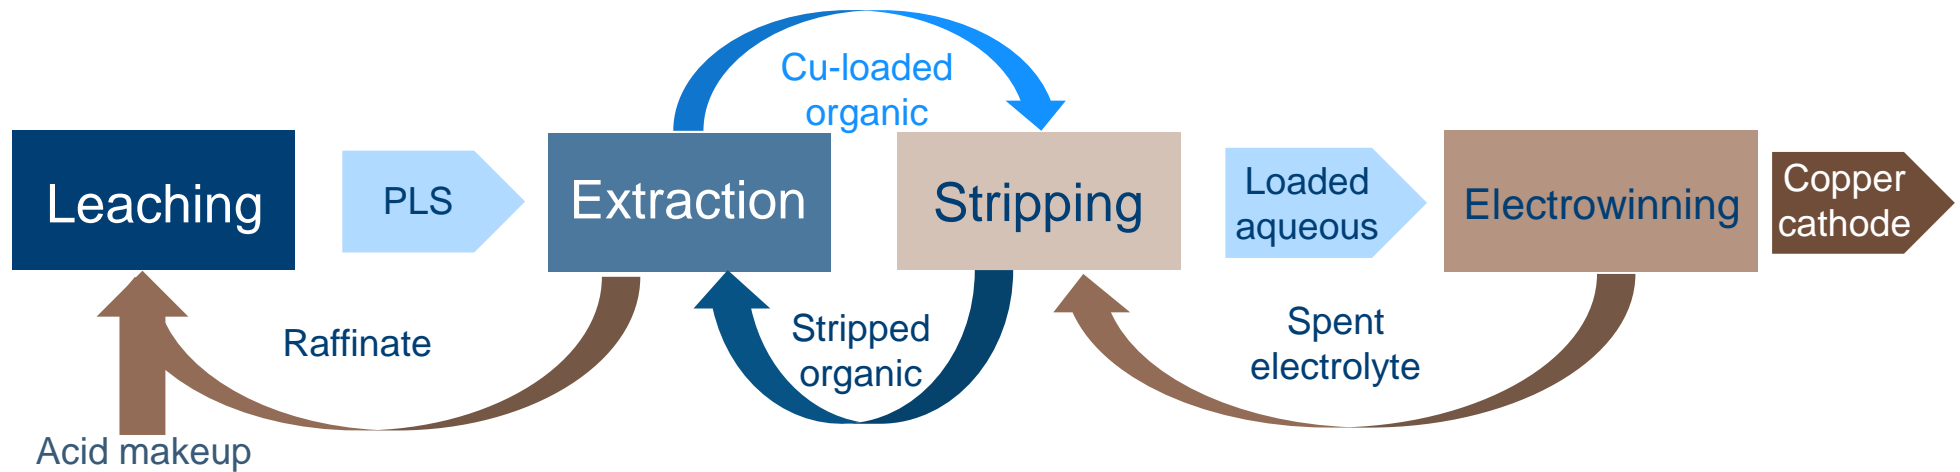 Cu-loaded
organic
Leaching
PLS
Extraction
Stripping
Loaded
aqueous
Electrowinning
Copper
cathode
Raffinate
Stripped
organic
Spent
electrolyte
Acid makeup